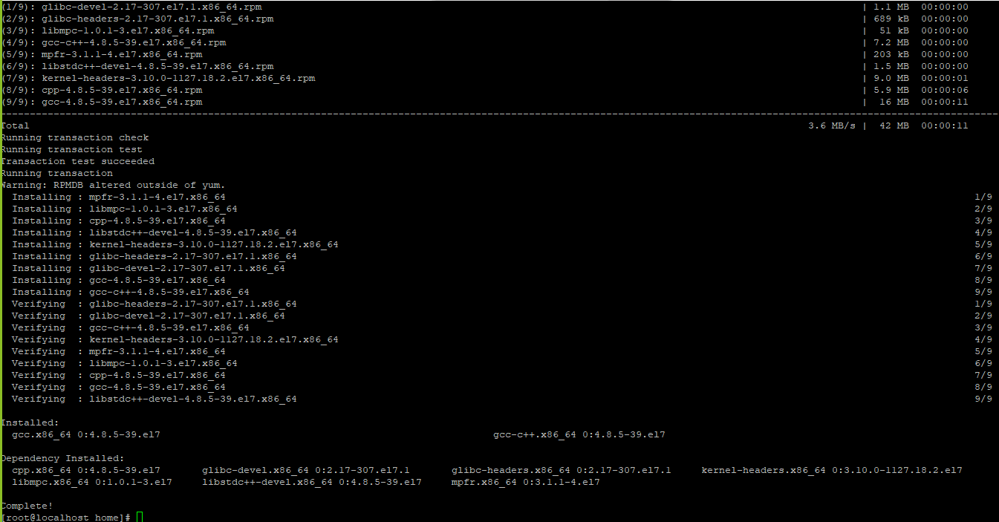 (1/9): glibc-devel-2.17-307.el7.1.x86_64.rpm | 1.1 MB 00:00:00
(2/9): glibc-headers-2.17-307.el7.1.x86_64.rpm | 689 kB 00:00:00
(3/9): libmpc-1.0.1-3.el7.x86_64.rpm | 51 kB 00:00:00
(4/9): gcc-c++-4.8.5-39.el7.x86_64.rpm | 7.2 MB 00:00:00
(5/9): mpfr-3.1.1-4.el7.x86_64.rpm | 203 kB 00:00:00
(6/9): libstdc++-devel-4.8.5-39.el7.x86_64.rpm | 1.5 MB 00:00:00
(7/9): kernel-headers-3.10.0-1127.18.2.el7.x86_64.rpm | 9.0 MB 00:00:01
(8/9): cpp-4.8.5-39.el7.x86_64.rpm | 5.9 MB 00:00:06
(9/9): gcc-4.8.5-39.el7.x86_64.rpm | 16 MB 00:00:11
Total 3.6 MB/s | 42 MB 00:00:11
Running transaction check
Running transaction test
Transaction test succeeded
Running transaction
Warning: RPMDB altered outside of yum.
Installing : mpfr-3.1.1-4.el7.x86_64 1/9
Installing : libmpc-1.0.1-3.el7.x86_64 2/9
Installing : cpp-4.8.5-39.el7.x86_64 3/9
Installing : libstdc++-devel-4.8.5-39.el7.x86_64 4/9
Installing : kernel-headers-3.10.0-1127.18.2.el7.x86_64 5/9
Installing : glibc-headers-2.17-307.el7.1.x86_64 6/9
Installing : glibc-devel-2.17-307.el7.1.x86_64 7/9
Installing : gcc-4.8.5-39.el7.x86_64 8/9
Installing : gcc-c++-4.8.5-39.el7.x86_64 9/9
Verifying : glibc-headers-2.17-307.el7.1.x86_64 1/9
Verifying : glibc-devel-2.17-307.el7.1.x86_64 2/9
Verifying : gcc-c++-4.8.5-39.el7.x86_64 3/9
Verifying : kernel-headers-3.10.0-1127.18.2.el7.x86_64 4/9
Verifying : mpfr-3.1.1-4.el7.x86_64 5/9
Verifying : libmpc-1.0.1-3.el7.x86_64 6/9
Verifying : cpp-4.8.5-39.el7.x86_64 7/9
Verifying : gcc-4.8.5-39.el7.x86_64 8/9
Verifying : libstdc++-devel-4.8.5-39.el7.x86_64 9/9
Installed:
gcc.x86_64 0:4.8.5-39.el7 gcc-c++.x86_64 0:4.8.5-39.el7
Dependency Installed:
cpp.x86_64 0:4.8.5-39.el7 glibc-devel.x86_64 0:2.17-307.el7.1 glibc-headers.x86_64 0:2.17-307.el7.1 kernel-headers.x86_64 0:3.10.0-1127.18.2.el7
libmpc.x86_64 0:1.0.1-3.el7 libstdc++-devel.x86_64 0:4.8.5-39.el7 mpfr.x86_64 0:3.1.1-4.el7
Complete!
[root@localhost home]#